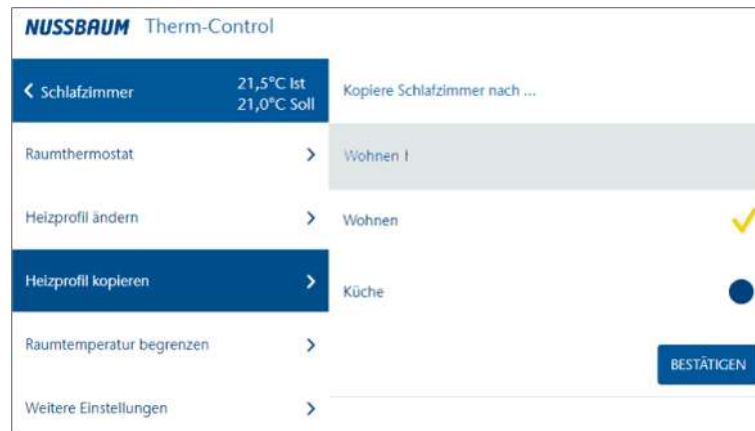 NUSSBAUM Therm-Control
Schlafzimmer
21,5°C Ist
21,0°C Soll
Raumthermostat
Heizprofil ändern
Heizprofil kopieren
Raumtemperatur begrenzen
Weitere Einstellungen
Kopiere Schlafzimmer nach ...
Wohnen
Wohnen
Küche
BESTÄTIGEN